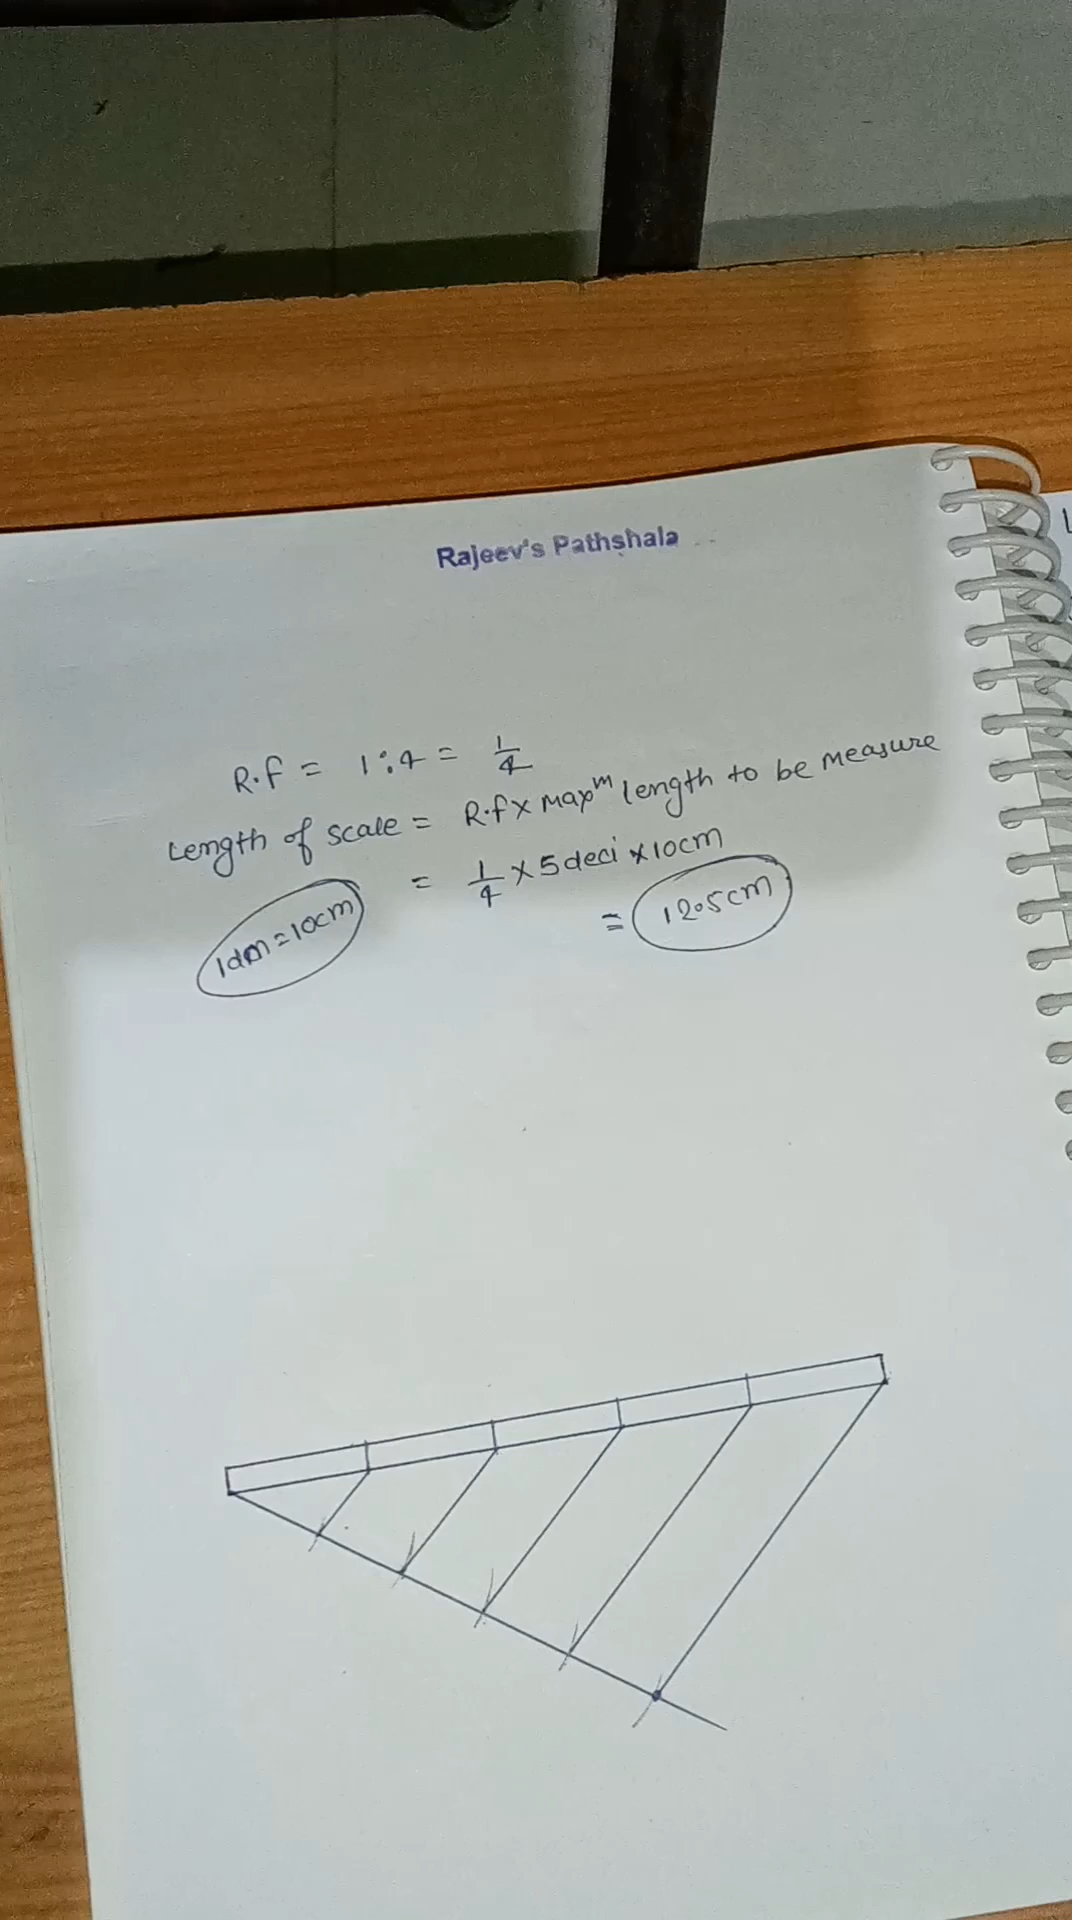 Rajeev's Pathshala
R.f = 1:4 = 1/4
Length of scale = R.f x maxᵐ length to be measure
= 1/4 x 5 deci x 10cm
1dm = 10cm
= 12.5cm